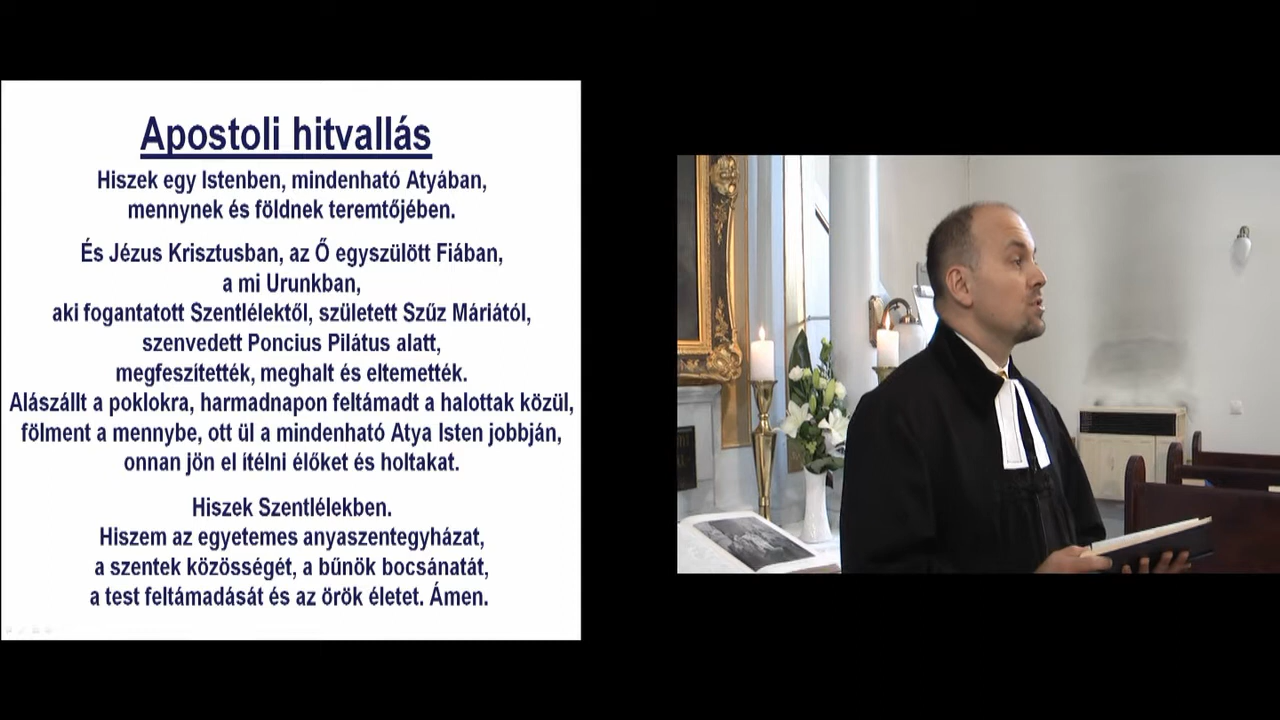 Apostoli hitvallás
Hiszek egy Istenben, mindenható Atyában,
mennynek és földnek teremtőjében.
És Jézus Krisztusban, az Ő egyszülött Fiában,
a mi Urunkban,
aki fogantatott Szentlélektől, született Szűz Máriától,
szenvedett Poncius Pilátus alatt,
megfeszítették, meghalt és eltemették.
Alászállt a poklokra, harmadnapon feltámadt a halottak közül,
fölment a mennybe, ott ül a mindenható Atya Isten jobbján,
onnan jön el ítélni élőket és holtakat.
Hiszek Szentlélekben.
Hiszem az egyetemes anyaszentegyházat,
a szentek közösségét, a bűnök bocsánatát,
a test feltámadását és az örök életet. Ámen.